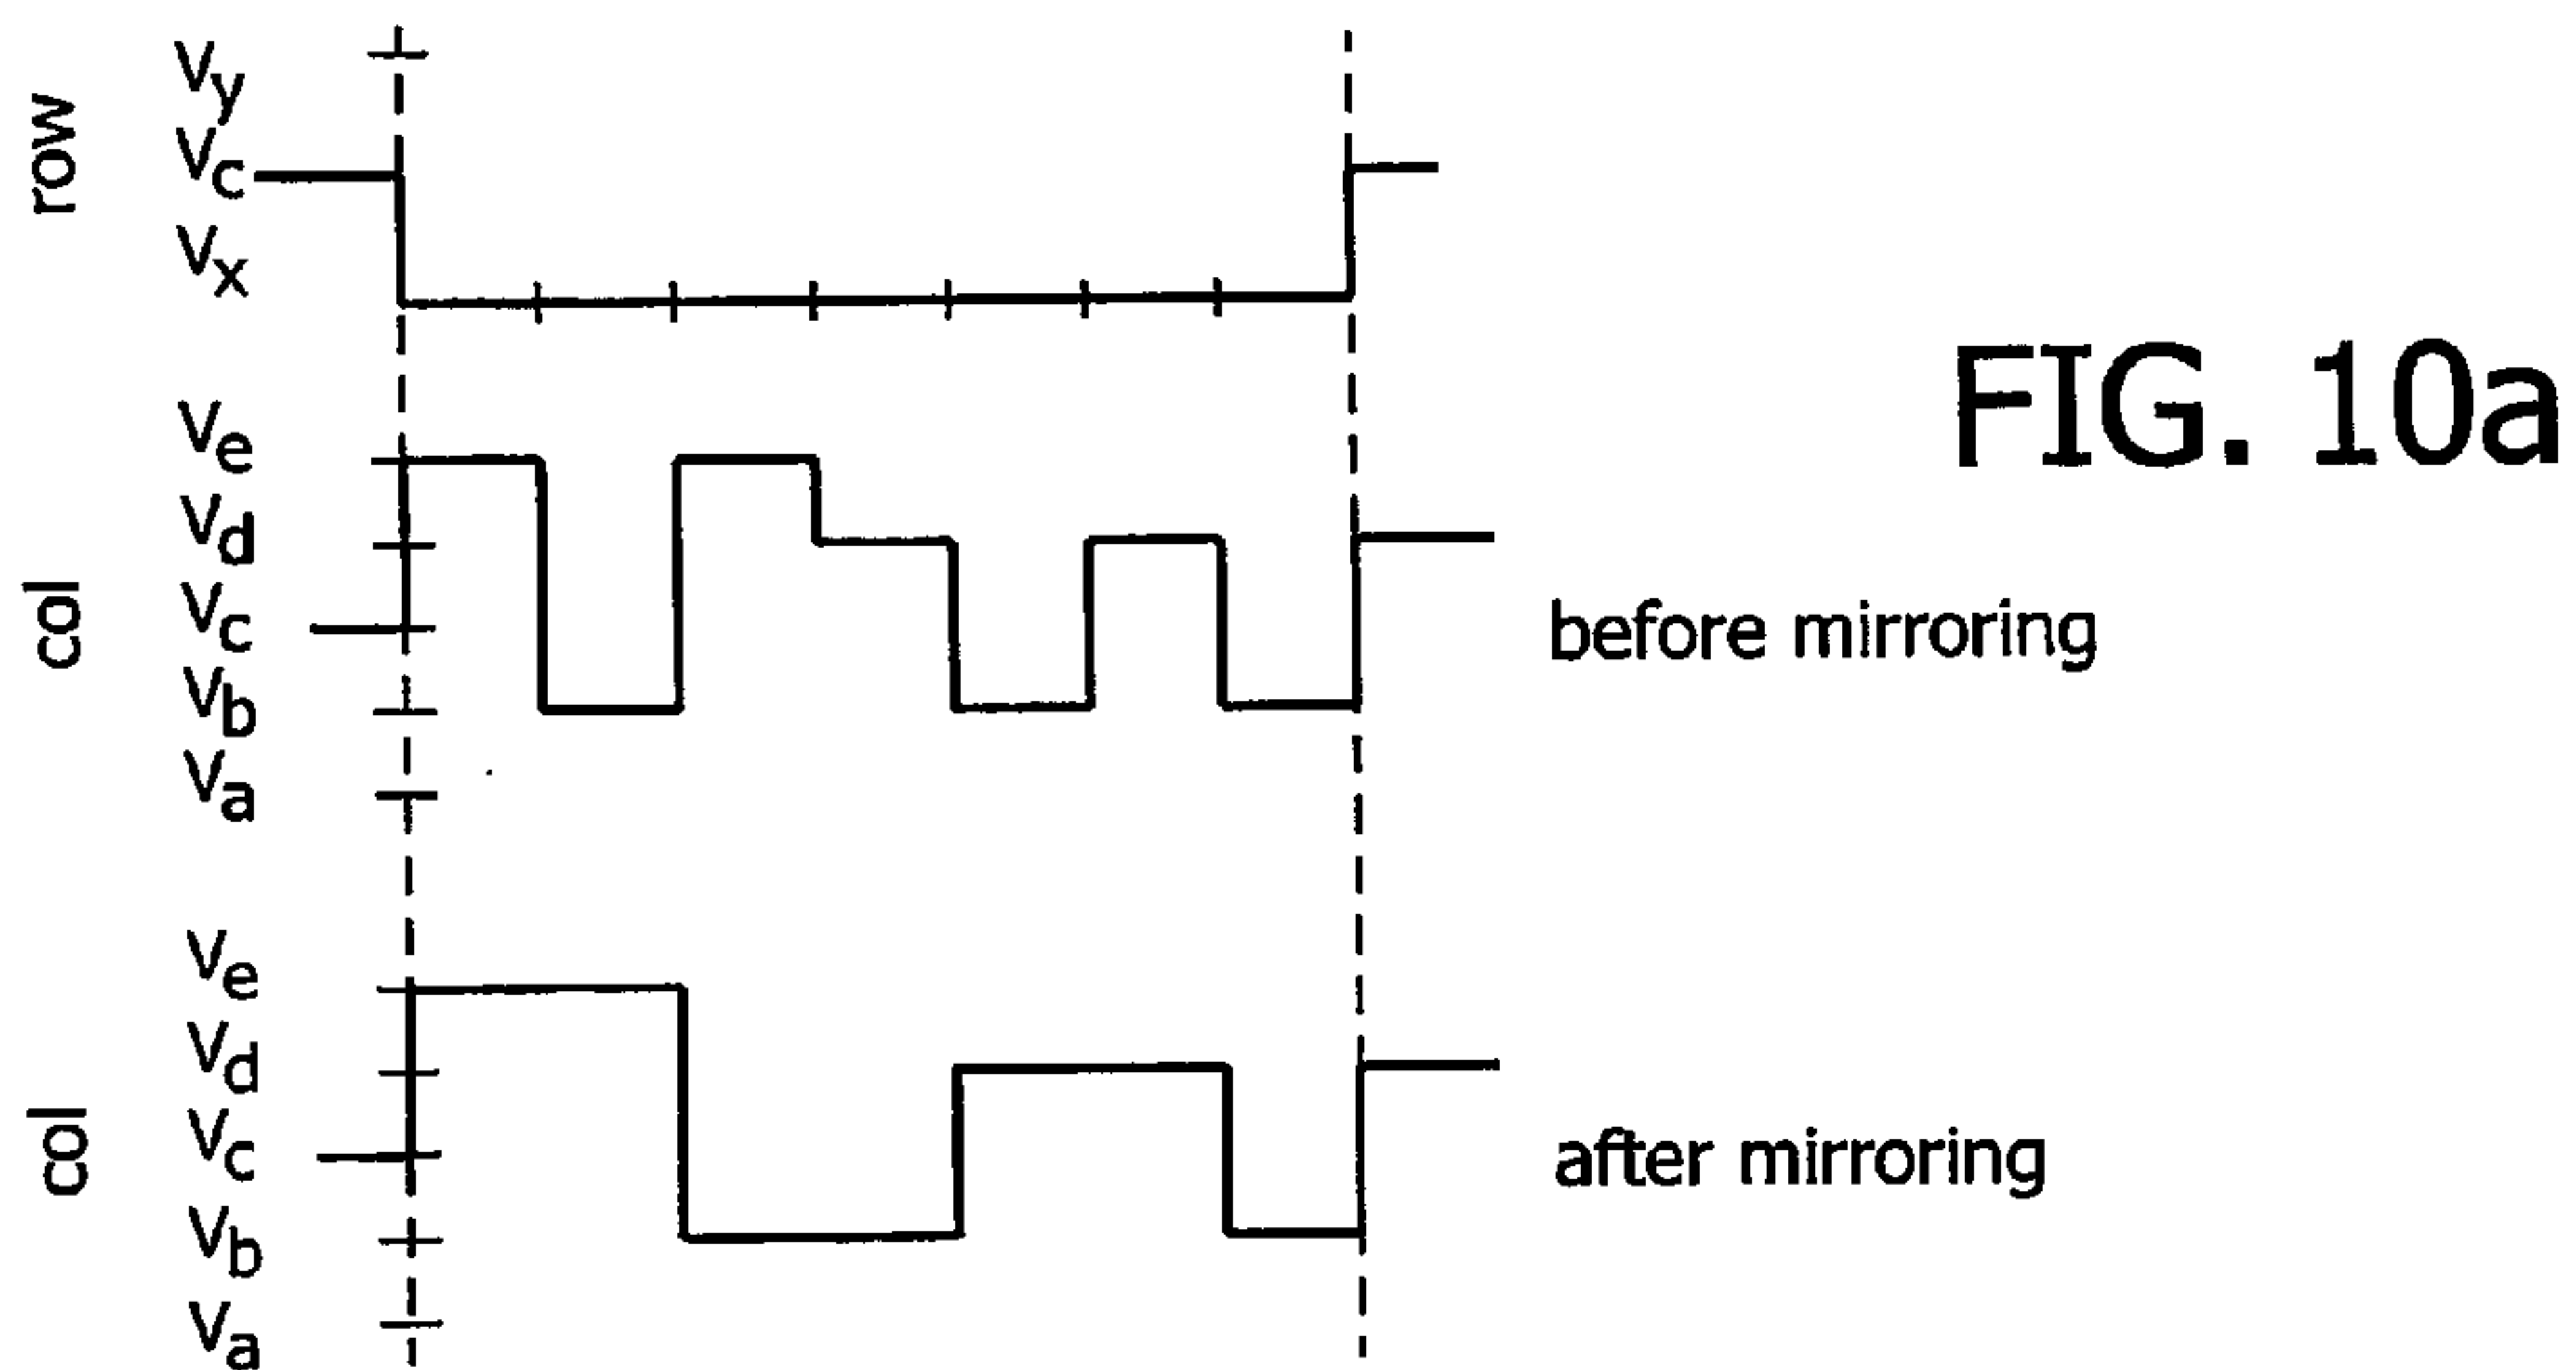 row
Vy
Vc
Vx
FIG. 10a
col
Ve
Vd
Vc
Vb
Va
before mirroring
col
Ve
Vd
Vc
Vb
Va
after mirroring